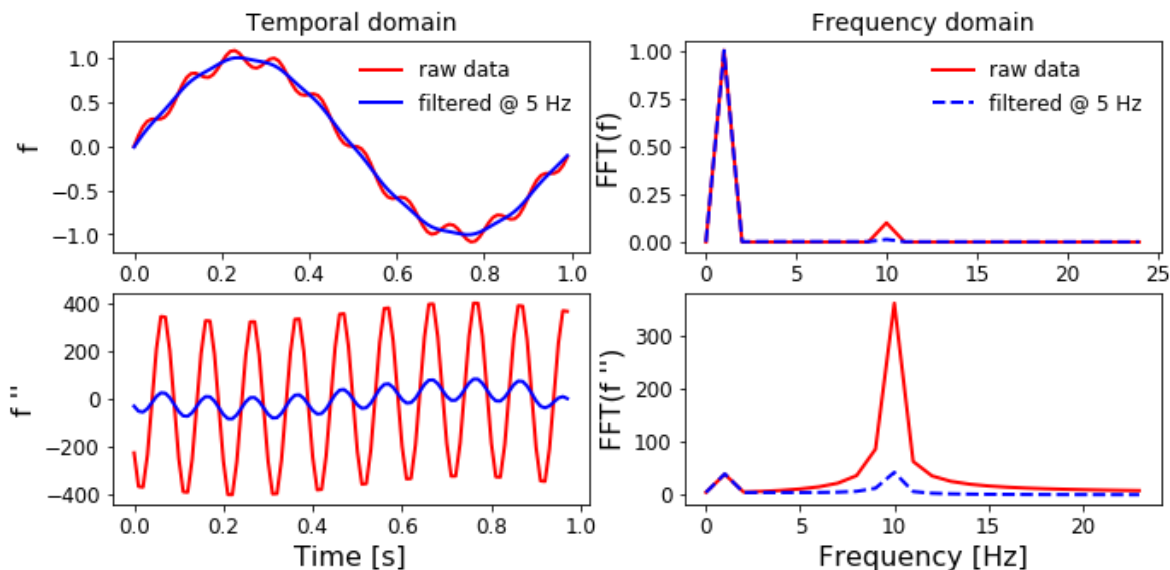 Temporal domain
Frequency domain
1.0
0.5
0.0
−0.5
−1.0
f
raw data
filtered @ 5 Hz
0.0 0.2 0.4 0.6 0.8 1.0
1.00
0.75
0.50
0.25
0.00
FFT(f)
raw data
filtered @ 5 Hz
0 5 10 15 20 25
400
200
0
−200
−400
f ''
0.0 0.2 0.4 0.6 0.8 1.0
Time [s]
300
200
100
0
FFT(f '')
0 5 10 15 20
Frequency [Hz]